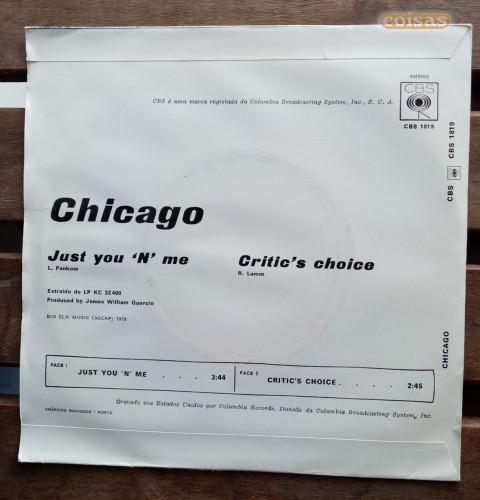 coisas
estéreo
CBS
CBS é uma marca registada da Columbia Broadcasting System, Inc., E. U. A.
CBS 1819
CBS CBS 1819
Chicago
Just you ‘N’ me
L. Pankow
Critic's choice
R. Lamm
Extraído do LP KC 32400
Produced by James William Guercio
BIG ELK MUSIC (ASCAP) 1973
CHICAGO
FACE 1
JUST YOU 'N' ME . . . . 3:44
FACE 2
CRITIC'S CHOICE . . . . . 2:45
Gravado nos Estados Unidos por Columbia Records, Divisão da Columbia Broadcasting System, Inc.
GRÁFICOS REUNIDOS - PORTO